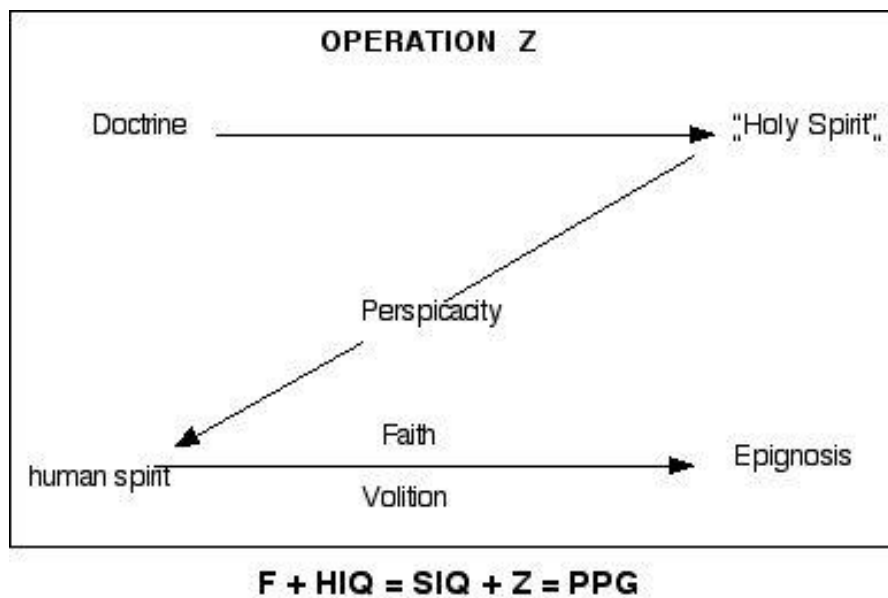 OPERATION Z
Doctrine "Holy Spirit"
Perspicacity
Faith
human spirit Epignosis
Volition
F + HIQ = SIQ + Z = PPG